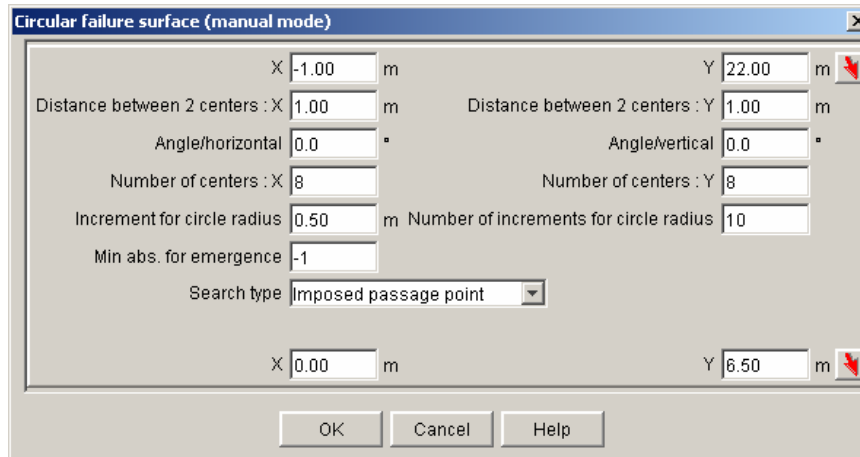 Circular failure surface (manual mode)
X -1.00 m Y 22.00 m
Distance between 2 centers : X 1.00 m Distance between 2 centers : Y 1.00 m
Angle/horizontal 0.0 ° Angle/vertical 0.0 °
Number of centers : X 8 Number of centers : Y 8
Increment for circle radius 0.50 m Number of increments for circle radius 10
Min abs. for emergence -1
Search type Imposed passage point
X 0.00 m Y 6.50 m
OK Cancel Help